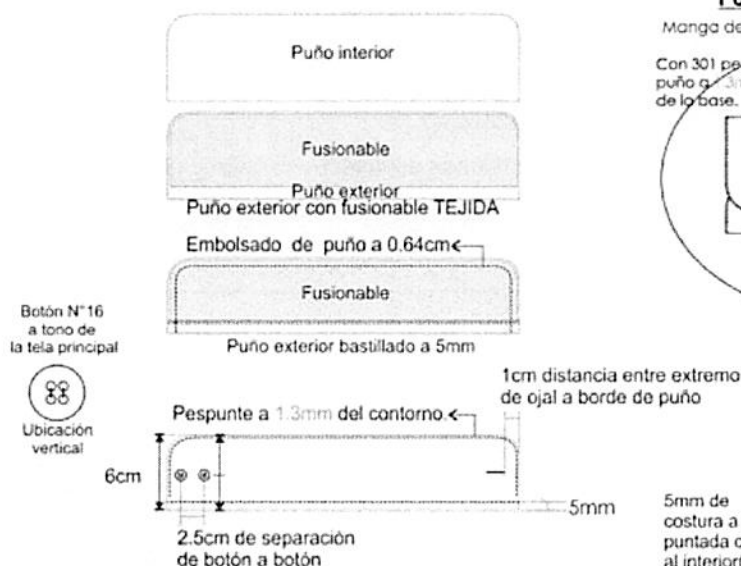 Puño interior
Fusionable
Puño exterior
Puño exterior con fusionable TEJIDA
Embolsado de puño a 0.64cm
Fusionable
Puño exterior bastillado a 5mm
Botón N°16
a tono de
la tela principal
Ubicación
vertical
Pespunte a 1.3mm del contorno.
1cm distancia entre extremo
de ojal a borde de puño
6cm
5mm
2.5cm de separación
de botón a botón
Manga de
Con 301 pe
puño a
de la base.
5mm de
costura a
puntada
al interior